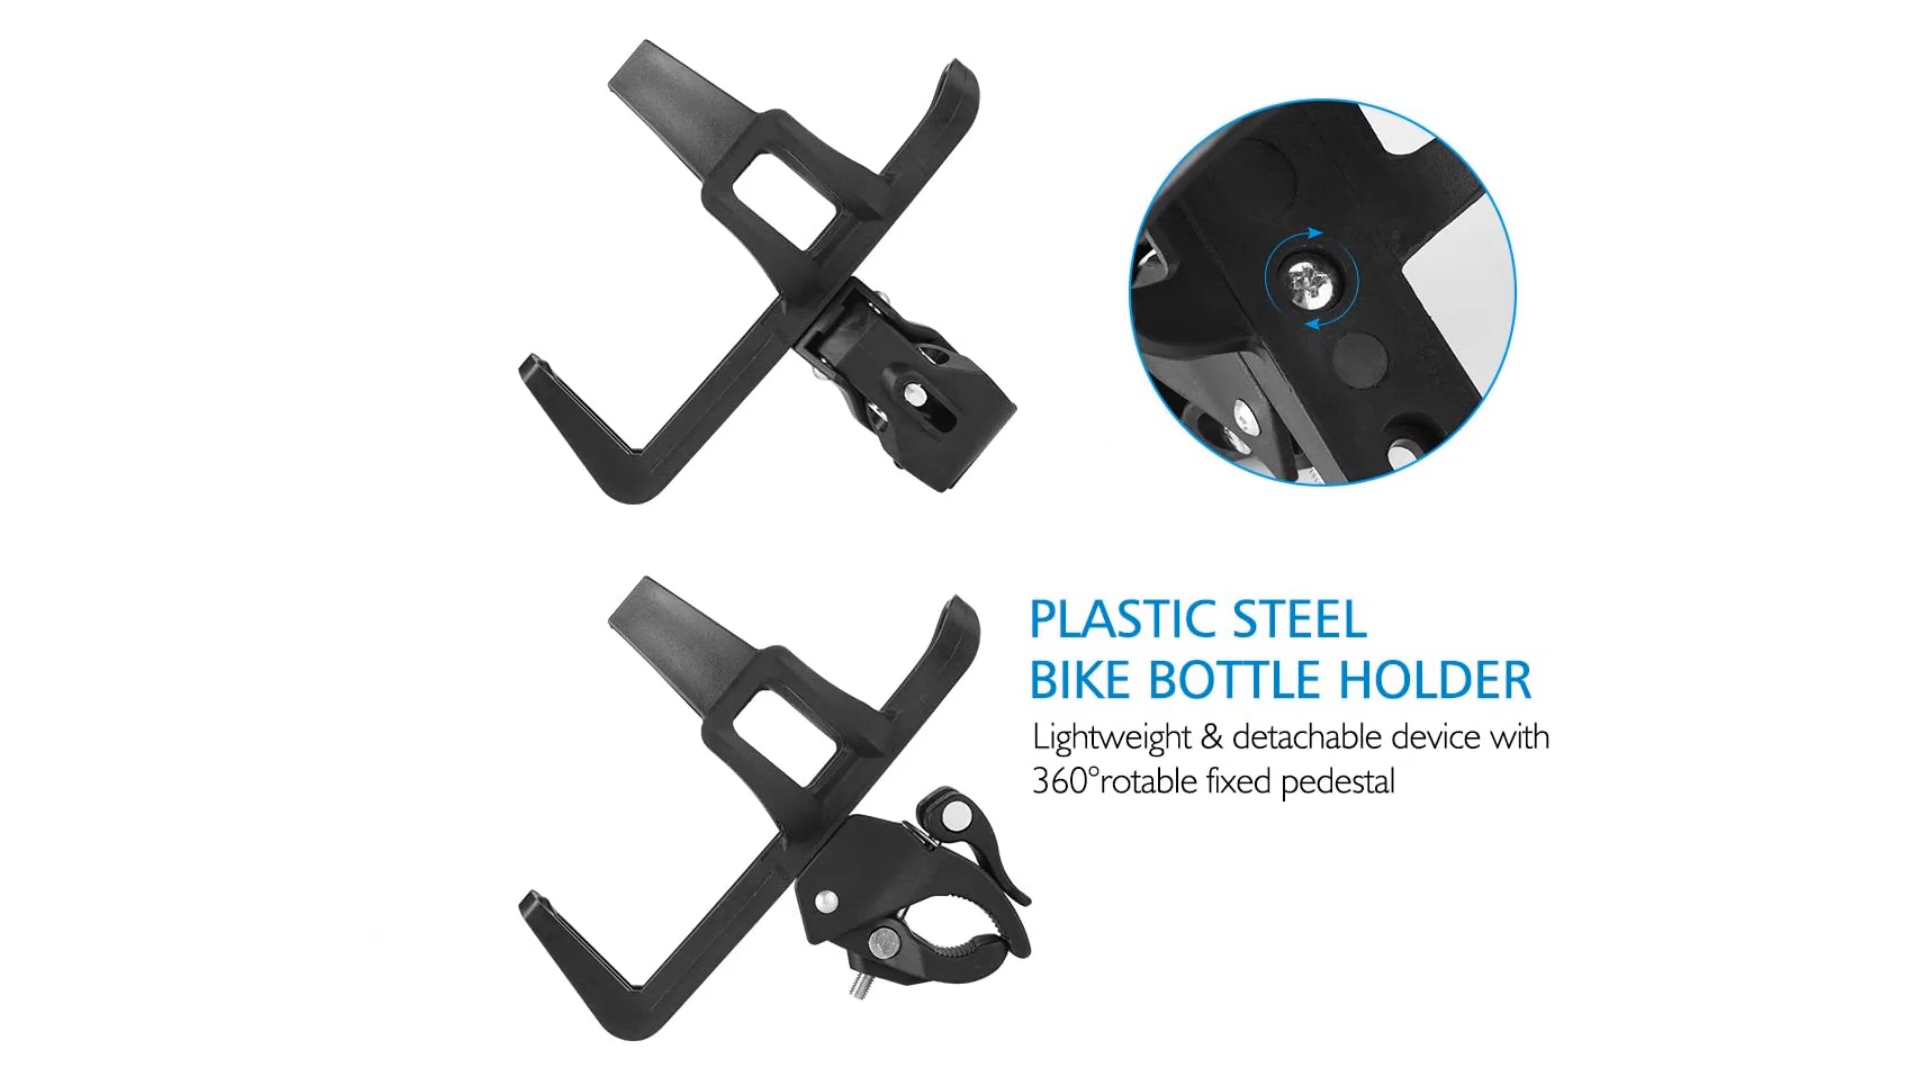 PLASTIC STEEL
BIKE BOTTLE HOLDER
Lightweight & detachable device with
360°rotable fixed pedestal